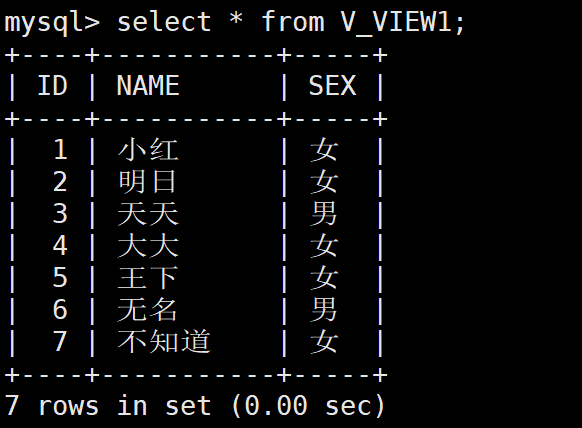 mysql> select * from V_VIEW1;
+----+-----------+-----+
| ID | NAME      | SEX |
+----+-----------+-----+
|  1 | 小红      | 女  |
|  2 | 明日      | 女  |
|  3 | 天天      | 男  |
|  4 | 大大      | 女  |
|  5 | 王下      | 女  |
|  6 | 无名      | 男  |
|  7 | 不知道    | 女  |
+----+-----------+-----+
7 rows in set (0.00 sec)